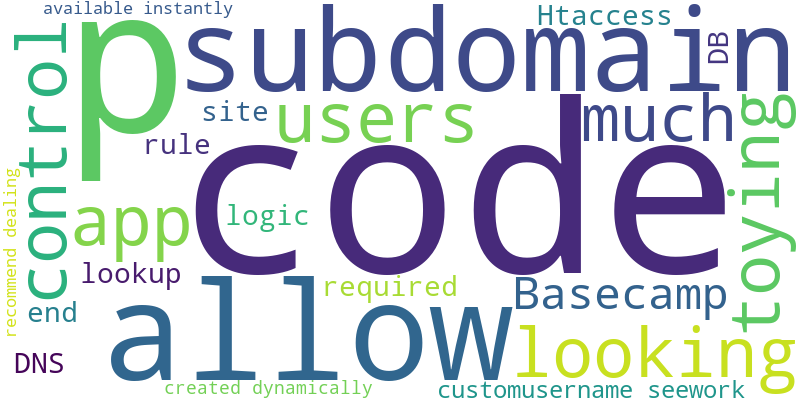 available instantly
p
subdomain
Htaccess
DB
control
site
users
much
rule
toying
code
app
logic
recommend dealing
lookup
required
allow
Basecamp
end
looking
DNS
created dynamically
customusername seework